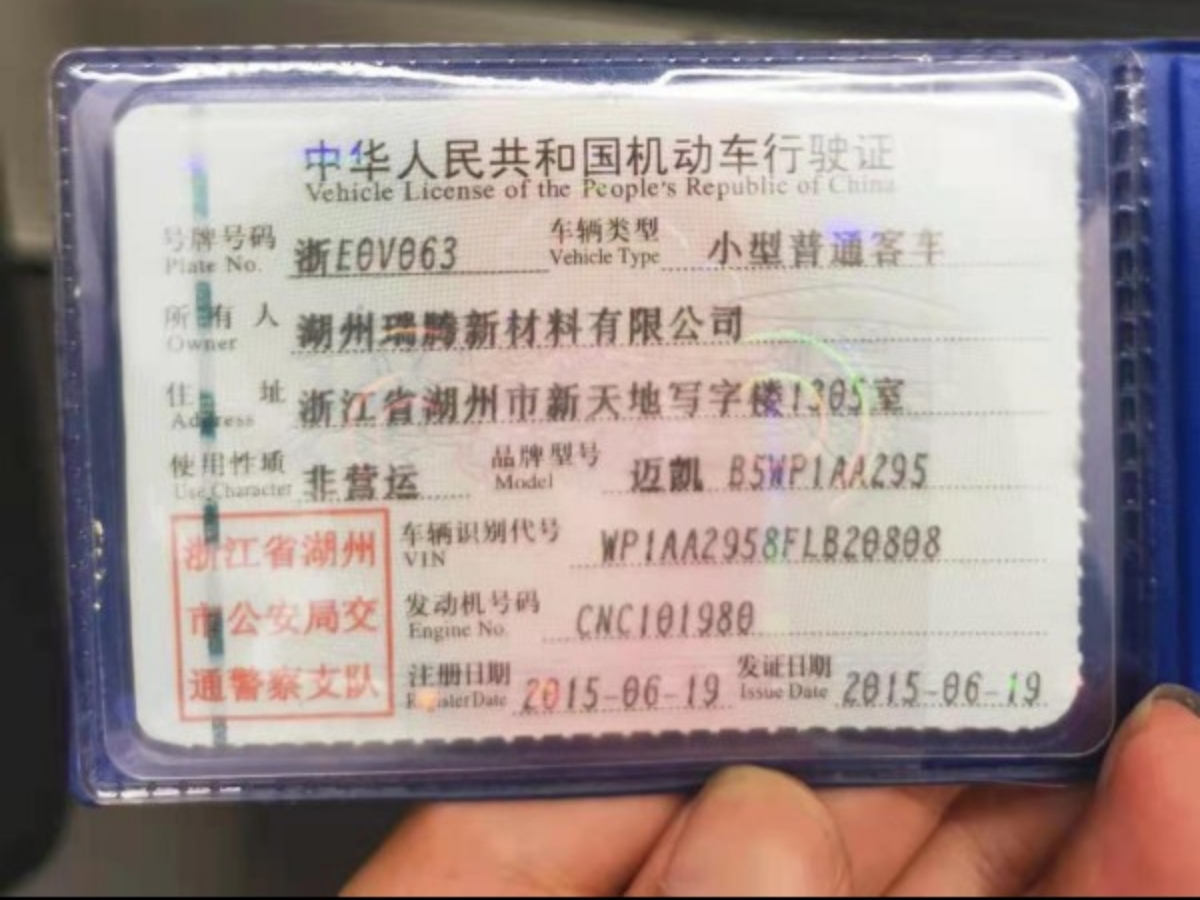 中华人民共和国机动车行驶证
Vehicle License of the People's Republic of China
号牌号码 浙E0V063 车辆类型 小型普通客车
Plate No. Vehicle Type
所有人 湖州瑞腾新材料有限公司
Owner
住址 浙江省湖州市新天地写字楼1305室
Address
使用性质 非营运 品牌型号 迈凯 B5WP1AA295
Use Character Model
浙江省湖州 车辆识别代号 WP1AA2958FLB20808
VIN
市公安局交 发动机号码 CNC101980
Engine No.
通警察支队 注册日期 2015-06-19 发证日期 2015-06-19
Register Date Issue Date